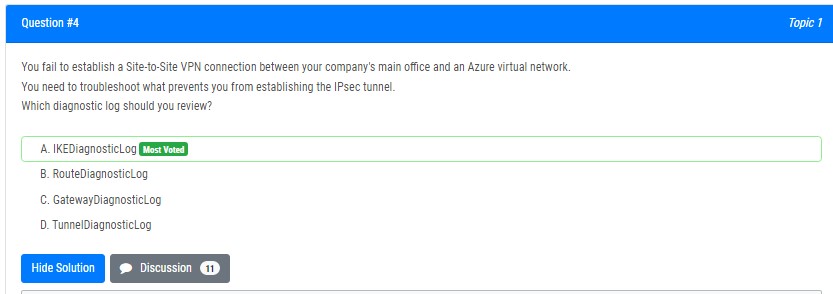 Question #4
Topic 1
You fail to establish a Site-to-Site VPN connection between your company's main office and an Azure virtual network.
You need to troubleshoot what prevents you from establishing the IPsec tunnel.
Which diagnostic log should you review?
A. IKEDiagnosticLog Most Voted
B. RouteDiagnosticLog
C. GatewayDiagnosticLog
D. TunnelDiagnosticLog
Hide Solution
Discussion 11